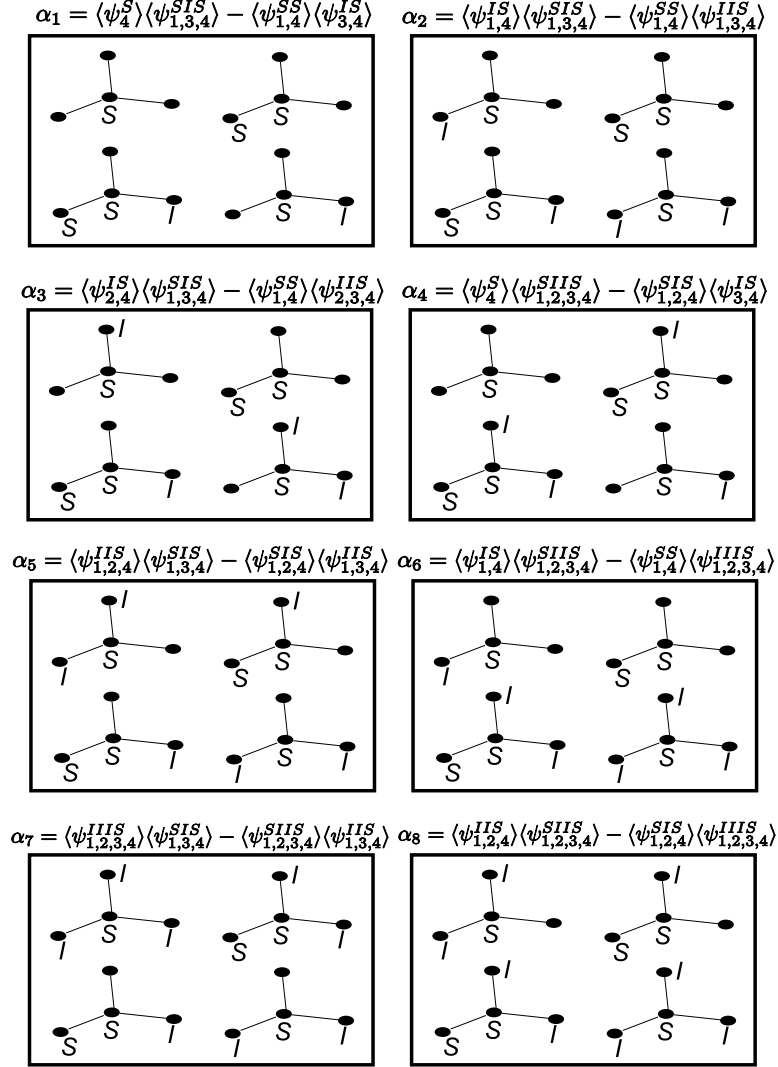 α₁ = ⟨ψ₄^{S}⟩⟨ψ_{1,3,4}^{SIS}⟩ − ⟨ψ_{1,4}^{SS}⟩⟨ψ_{3,4}^{IS}⟩
S S S
S S I S I
α₂ = ⟨ψ_{1,4}^{IS}⟩⟨ψ_{1,3,4}^{SIS}⟩ − ⟨ψ_{1,4}^{SS}⟩⟨ψ_{1,3,4}^{IIS}⟩
I S S S
S S I I S I
α₃ = ⟨ψ_{2,4}^{IS}⟩⟨ψ_{1,3,4}^{SIS}⟩ − ⟨ψ_{1,4}^{SS}⟩⟨ψ_{2,3,4}^{IIS}⟩
I
S S S
I
S S I S I
α₄ = ⟨ψ₄^{S}⟩⟨ψ_{1,2,3,4}^{SIIS}⟩ − ⟨ψ_{1,2,4}^{SIS}⟩⟨ψ_{3,4}^{IS}⟩
I
S S S
I
S S I S I
α₅ = ⟨ψ_{1,2,4}^{IIS}⟩⟨ψ_{1,3,4}^{SIS}⟩ − ⟨ψ_{1,2,4}^{SIS}⟩⟨ψ_{1,3,4}^{IIS}⟩
I I
I S S S
S S I I S I
α₆ = ⟨ψ_{1,4}^{IS}⟩⟨ψ_{1,2,3,4}^{SIIS}⟩ − ⟨ψ_{1,4}^{SS}⟩⟨ψ_{1,2,3,4}^{IIIS}⟩
I S S S
I I
S S I I S I
α₇ = ⟨ψ_{1,2,3,4}^{IIIS}⟩⟨ψ_{1,3,4}^{SIS}⟩ − ⟨ψ_{1,2,3,4}^{SIIS}⟩⟨ψ_{1,3,4}^{IIS}⟩
I I
I S I S S I
S S I I S I
α₈ = ⟨ψ_{1,2,4}^{IIS}⟩⟨ψ_{1,2,3,4}^{SIIS}⟩ − ⟨ψ_{1,2,4}^{SIS}⟩⟨ψ_{1,2,3,4}^{IIIS}⟩
I I
I S S S
I I
S S I I S I